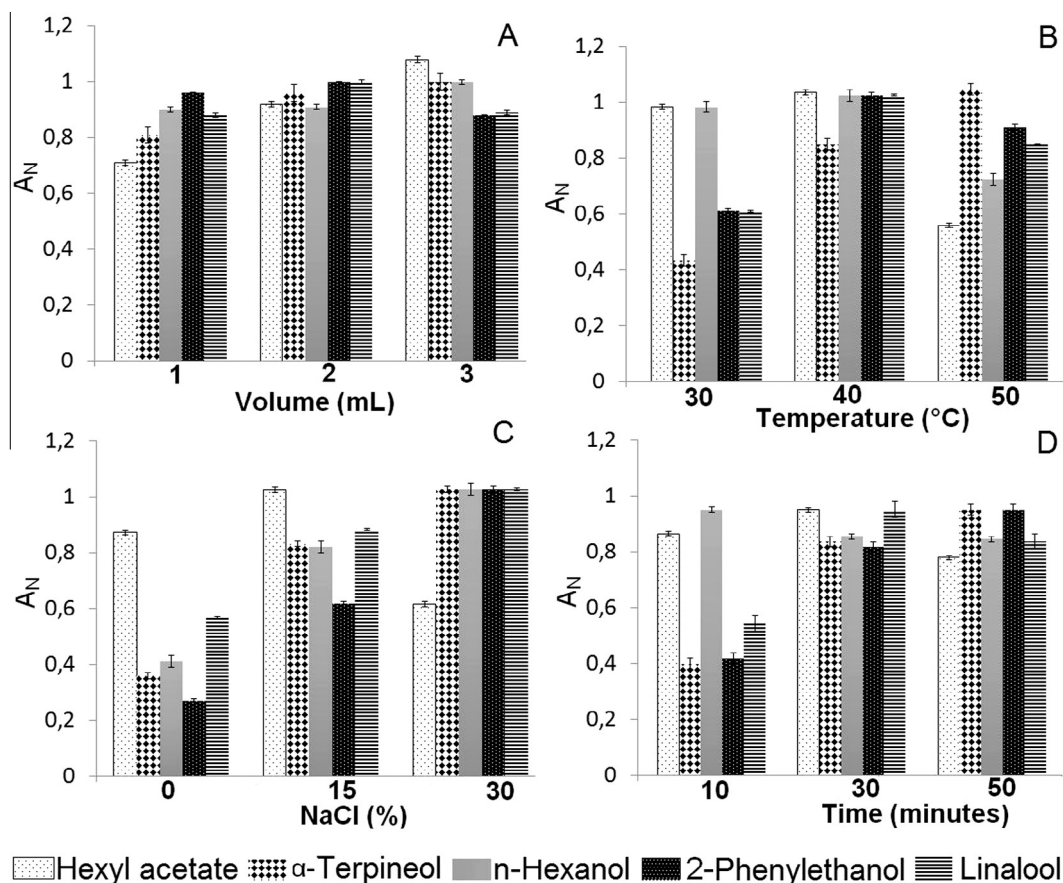 A
1,2
1
0,8
0,6
0,4
0,2
0
A_N
1 2 3
Volume (mL)
B
1,2
1
0,8
0,6
0,4
0,2
0
A_N
30 40 50
Temperature (°C)
C
1,2
1
0,8
0,6
0,4
0,2
0
A_N
0 15 30
NaCl (%)
D
1,2
1
0,8
0,6
0,4
0,2
0
A_N
10 30 50
Time (minutes)
Hexyl acetate α-Terpineol n-Hexanol 2-Phenylethanol Linalool